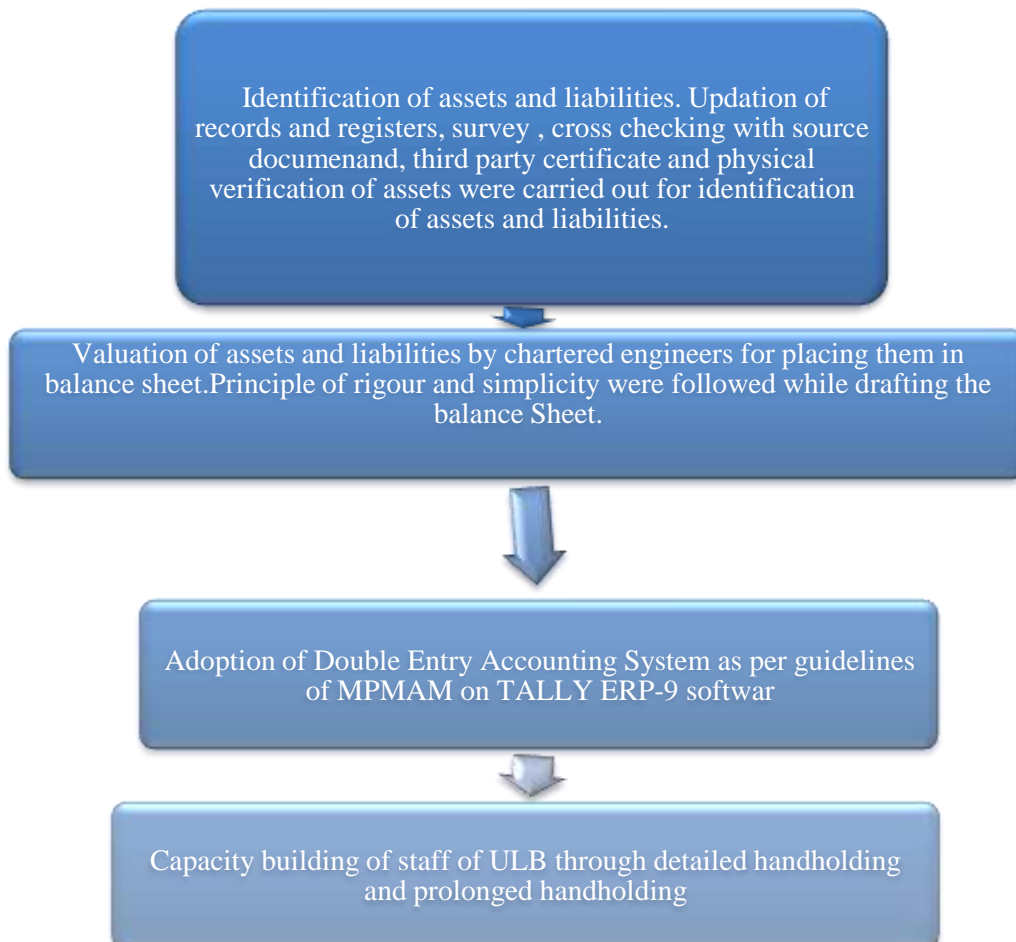 Identification of assets and liabilities. Updation of
records and registers, survey , cross checking with source
documenand, third party certificate and physical
verification of assets were carried out for identification
of assets and liabilities.
Valuation of assets and liabilities by chartered engineers for placing them in
balance sheet.Principle of rigour and simplicity were followed while drafting the
balance Sheet.
Adoption of Double Entry Accounting System as per guidelines
of MPMAM on TALLY ERP-9 softwar
Capacity building of staff of ULB through detailed handholding
and prolonged handholding